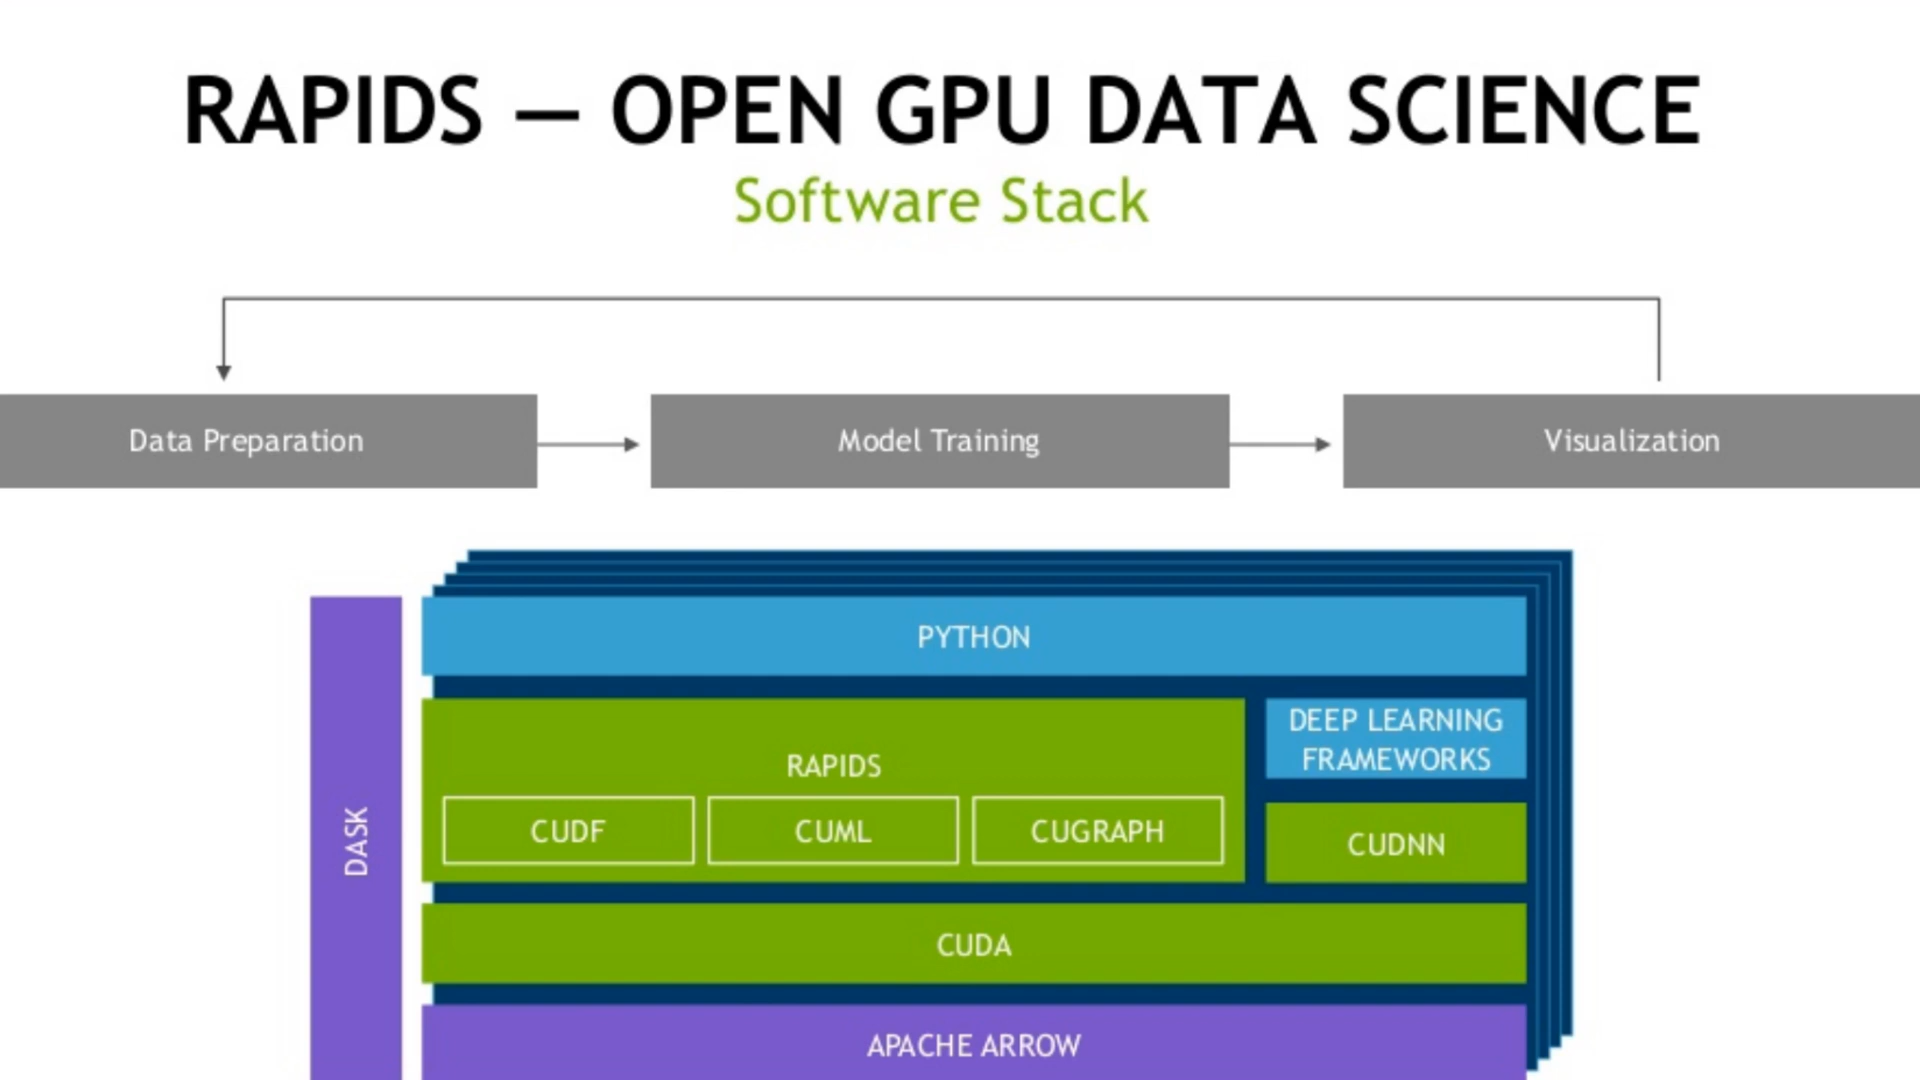 RAPIDS — OPEN GPU DATA SCIENCE
Software Stack
Data Preparation
Model Training
Visualization
DASK
PYTHON
RAPIDS
CUDF
CUML
CUGRAPH
DEEP LEARNING
FRAMEWORKS
CUDNN
CUDA
APACHE ARROW